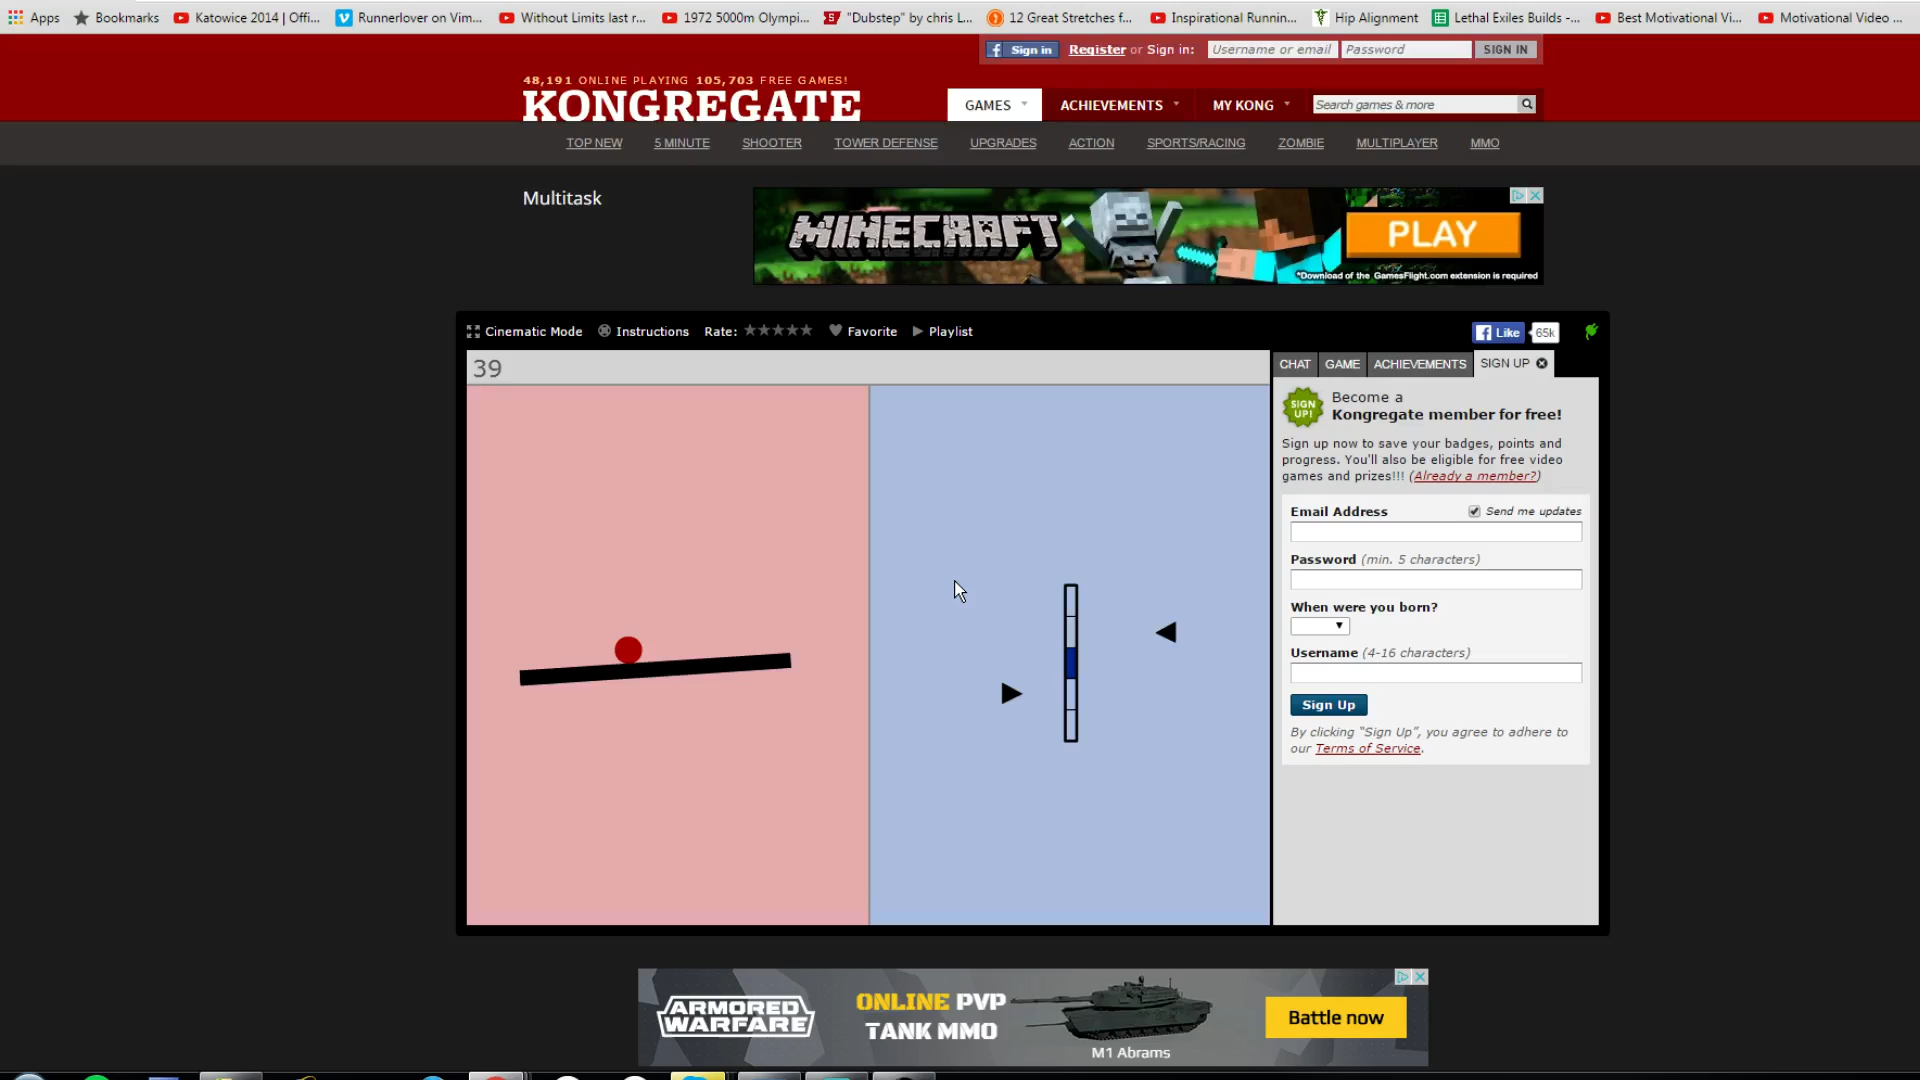 Apps Bookmarks Katowice 2014 | Offi... Runnerlover on Vim... Without Limits last r... 1972 5000m Olympi... "Dubstep" by chris L... 12 Great Stretches f... Inspirational Runnin... Hip Alignment Lethal Exiles Builds -... Best Motivational Vi... Motivational Video ...
f Sign in Register or Sign in: Username or email Password SIGN IN
48,191 ONLINE PLAYING 105,703 FREE GAMES!
KONGREGATE
GAMES ACHIEVEMENTS MY KONG Search games & more
TOP NEW 5 MINUTE SHOOTER TOWER DEFENSE UPGRADES ACTION SPORTS/RACING ZOMBIE MULTIPLAYER MMO
Multitask
MINECRAFT
PLAY
*Download of the GamesFlight.com extension is required
Cinematic Mode Instructions Rate: Favorite Playlist
f Like 65k
39
CHAT GAME ACHIEVEMENTS SIGN UP
SIGN UP!
Become a
Kongregate member for free!
Sign up now to save your badges, points and
progress. You'll also be eligible for free video
games and prizes!!! (Already a member?)
Email Address Send me updates
Password (min. 5 characters)
When were you born?
Username (4-16 characters)
Sign Up
By clicking "Sign Up", you agree to adhere to
our Terms of Service.
ARMORED
WARFARE
ONLINE PVP
TANK MMO
M1 Abrams
Battle now